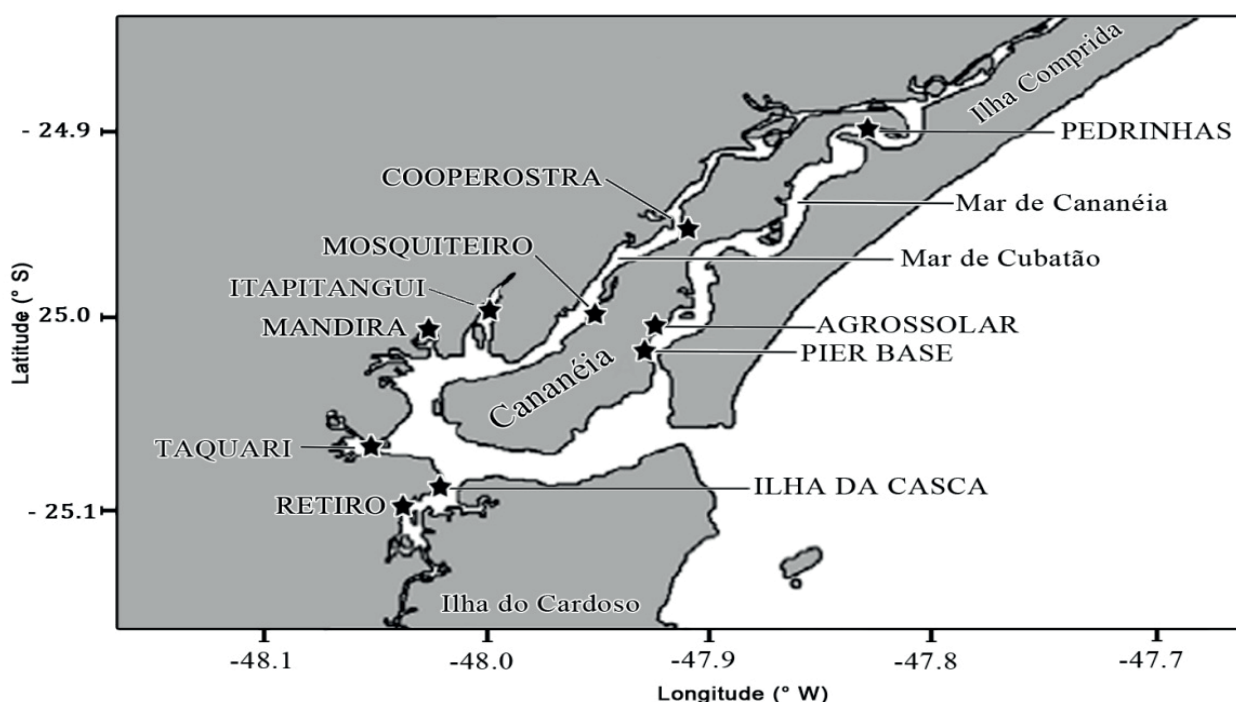 Ilha Comprida
- 24.9
PEDRINHAS
COOPEROSTRA
Mar de Cananéia
MOSQUITEIRO
Mar de Cubatão
ITAPITANGUI
- 25.0
MANDIRA
AGROSSOLAR
PIER BASE
Cananéia
Latitude (° S)
TAQUARI
ILHA DA CASCA
RETIRO
- 25.1
Ilha do Cardoso
-48.1
-48.0
-47.9
-47.8
-47.7
Longitude (° W)